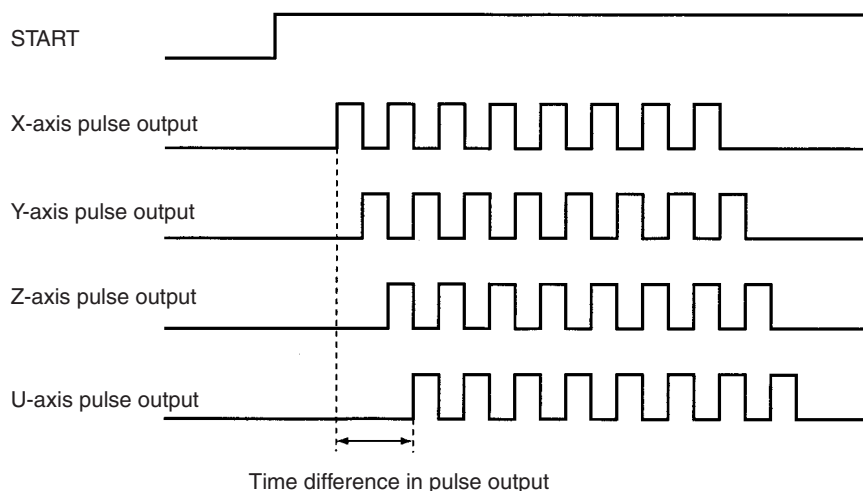 START
X-axis pulse output
Y-axis pulse output
Z-axis pulse output
U-axis pulse output
Time difference in pulse output